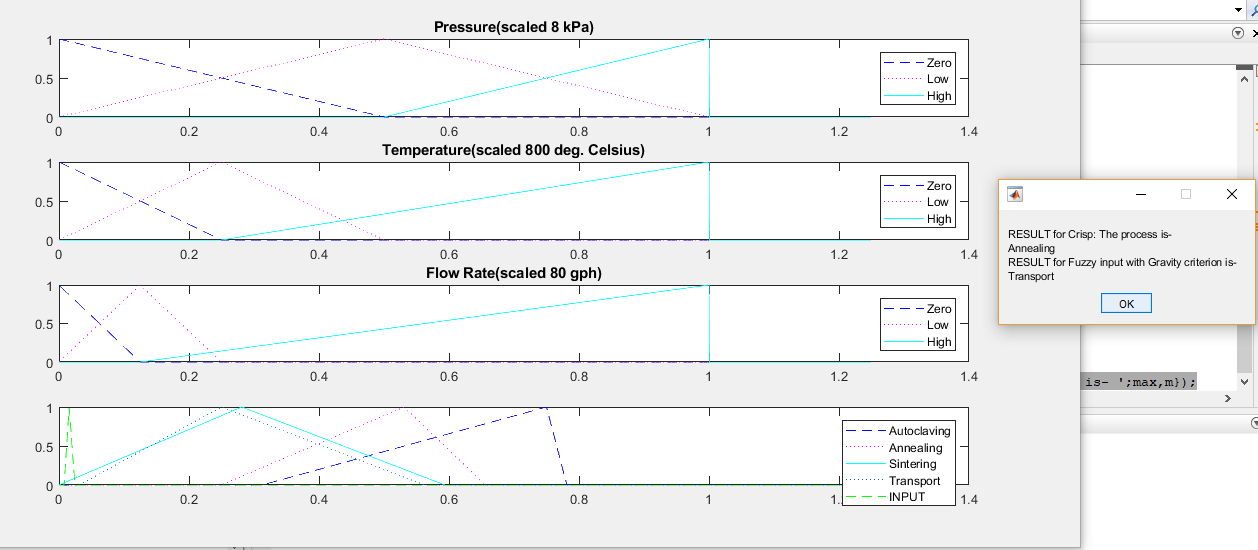 Pressure(scaled 8 kPa)
1
0.5
0
0 0.2 0.4 0.6 0.8 1 1.2 1.4
Zero
Low
High
Temperature(scaled 800 deg. Celsius)
1
0.5
0
0 0.2 0.4 0.6 0.8 1 1.2 1.4
Zero
Low
High
Flow Rate(scaled 80 gph)
1
0.5
0
0 0.2 0.4 0.6 0.8 1 1.2 1.4
Zero
Low
High
1
0.5
0
0 0.2 0.4 0.6 0.8 1 1.4
Autoclaving
Annealing
Sintering
Transport
INPUT
RESULT for Crisp: The process is-
Annealing
RESULT for Fuzzy input with Gravity criterion is-
Transport
OK
is- ';max,m});